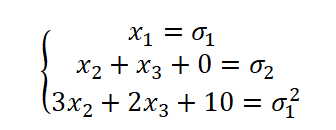 x₁ = σ₁
x₂ + x₃ + 0 = σ₂
3x₂ + 2x₃ + 10 = σ₁²